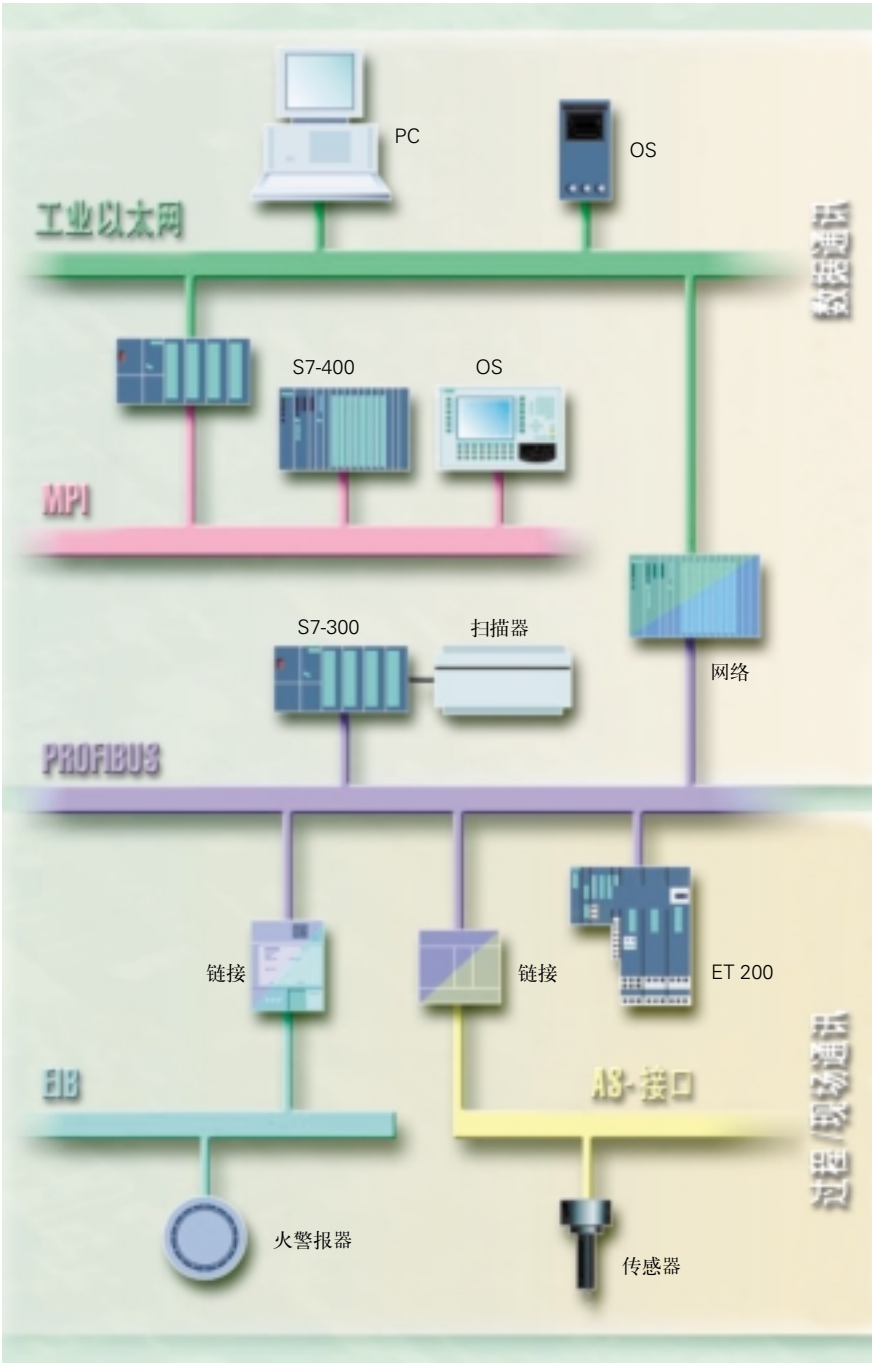 PC
OS
工业以太网
数据通讯
S7-400
OS
MPI
S7-300
扫描器
网络
PROFIBUS
链接
链接
ET 200
EIB
AS-接口
过程/现场通讯
火警报器
传感器